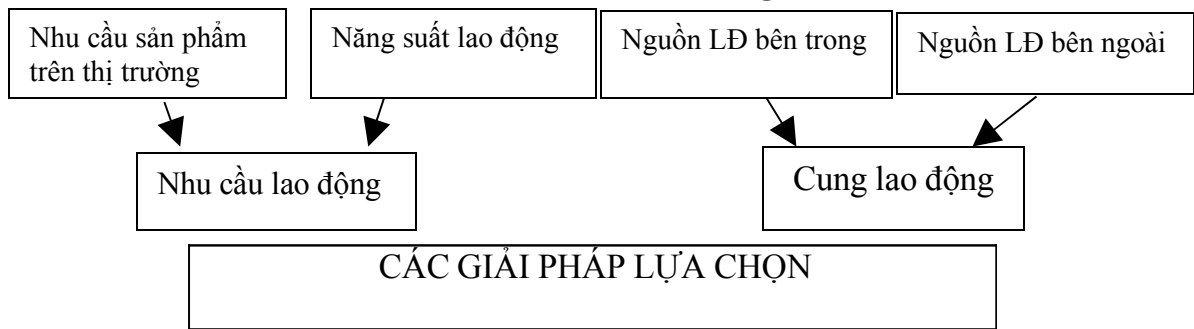 Nhu cầu sản phẩm
trên thị trường
Năng suất lao động
Nguồn LĐ bên trong
Nguồn LĐ bên ngoài
Nhu cầu lao động
Cung lao động
CÁC GIẢI PHÁP LỰA CHỌN